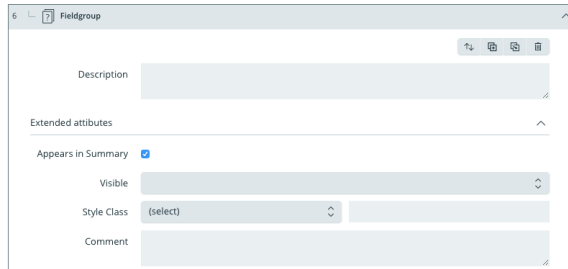 6 ? Fieldgroup
Description
Extended attibutes
Appears in Summary
Visible
Style Class (select)
Comment